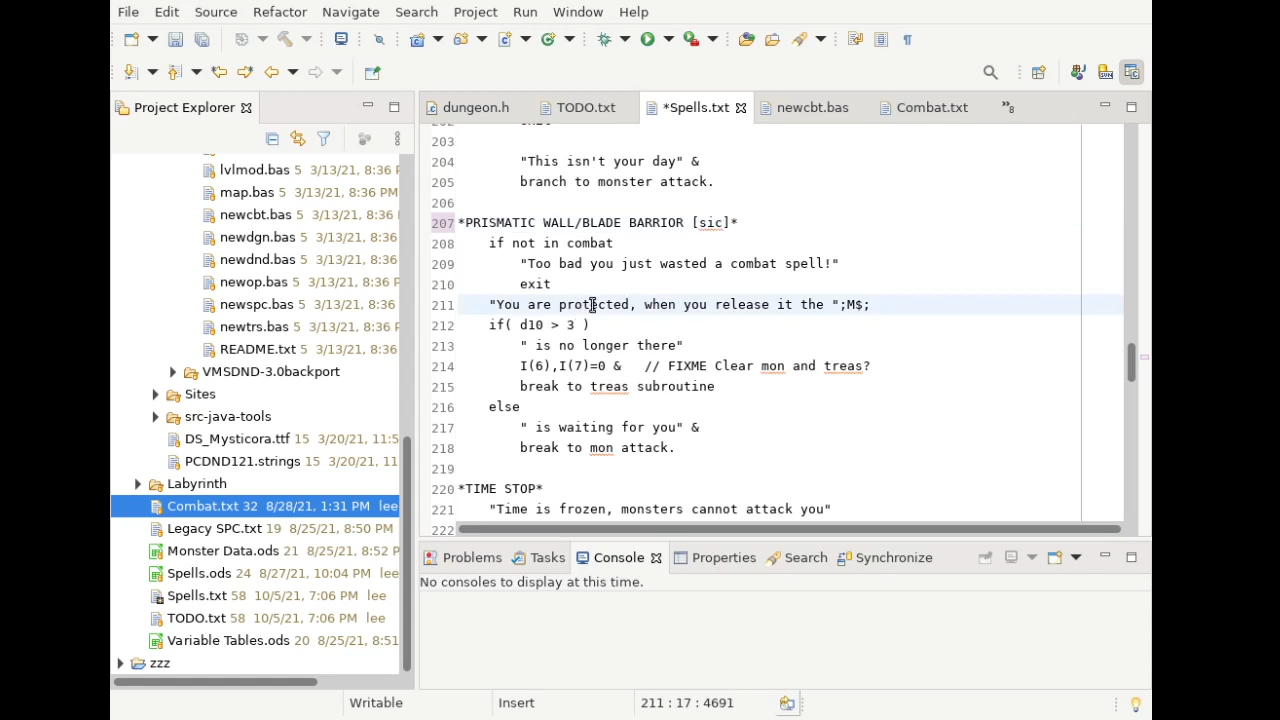 File Edit Source Refactor Navigate Search Project Run Window Help
Project Explorer
dungeon.h TODO.txt *Spells.txt newcbt.bas Combat.txt »8
lvlmod.bas 5 3/13/21, 8:36 P
map.bas 5 3/13/21, 8:36 PM
newcbt.bas 5 3/13/21, 8:36
newdgn.bas 5 3/13/21, 8:36
newdnd.bas 5 3/13/21, 8:36
newop.bas 5 3/13/21, 8:36
newspc.bas 5 3/13/21, 8:36
newtrs.bas 5 3/13/21, 8:36
README.txt 5 3/13/21, 8:36
VMSDND-3.0backport
Sites
src-java-tools
DS_Mysticora.ttf 15 3/20/21, 11:5
PCDND121.strings 15 3/20/21, 11
Labyrinth
Combat.txt 32 8/28/21, 1:31 PM lee
Legacy SPC.txt 19 8/25/21, 8:50 PM
Monster Data.ods 21 8/25/21, 8:52 P
Spells.ods 24 8/27/21, 10:04 PM lee
Spells.txt 58 10/5/21, 7:06 PM lee
TODO.txt 58 10/5/21, 7:06 PM lee
Variable Tables.ods 20 8/25/21, 8:51
zzz
203
204 "This isn't your day" &
205 branch to monster attack.
206
207 *PRISMATIC WALL/BLADE BARRIER [sic]*
208 if not in combat
209 "Too bad you just wasted a combat spell!"
210 exit
211 "You are protected, when you release it the ";M$;
212 if( d10 > 3 )
213 " is no longer there"
214 I(6),I(7)=0 & // FIXME Clear mon and treas?
215 break to treas subroutine
216 else
217 " is waiting for you" &
218 break to mon attack.
219
220 *TIME STOP*
221 "Time is frozen, monsters cannot attack you"
222
Problems Tasks Console Properties Search Synchronize
No consoles to display at this time.
Writable Insert 211 : 17 : 4691